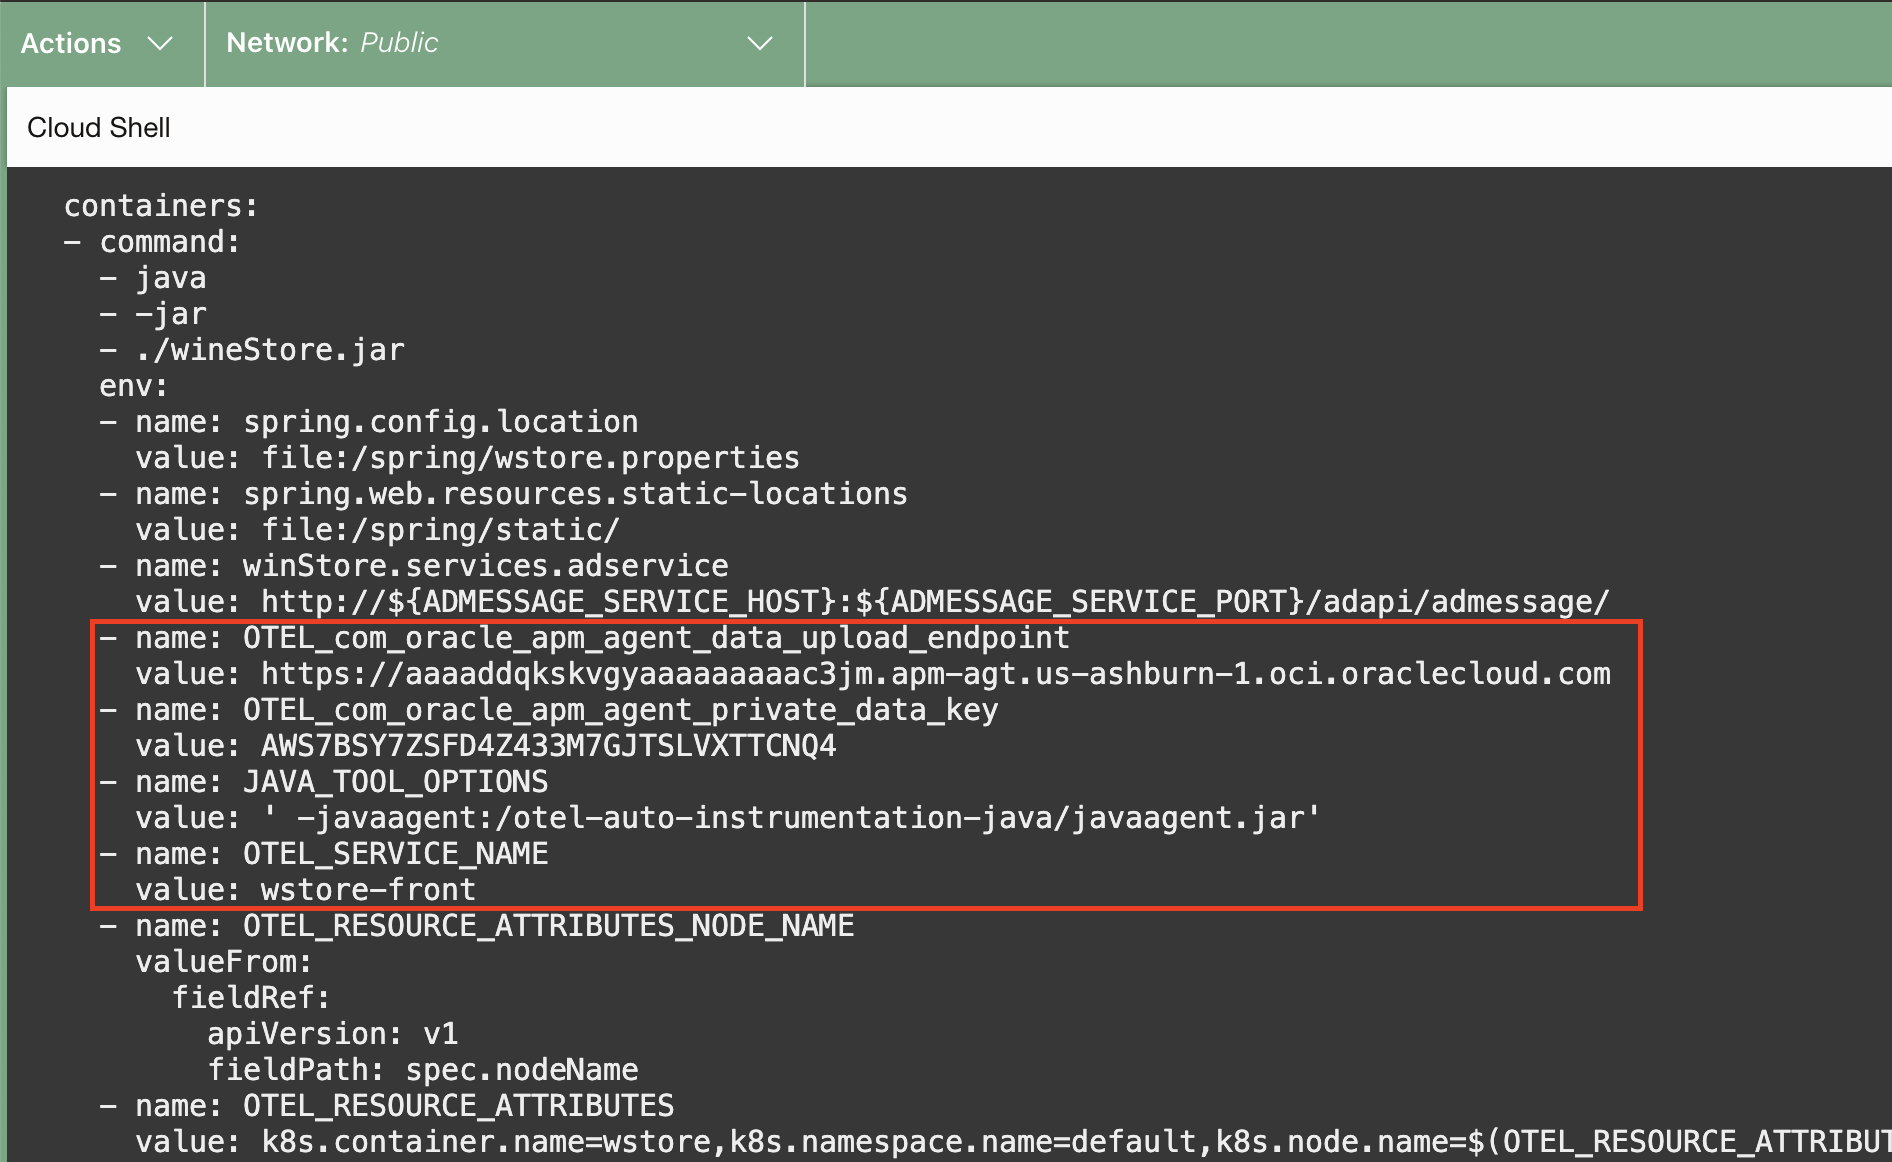 Actions
Network: Public
Cloud Shell
containers:
- command:
- java
- -jar
- ./wineStore.jar
env:
- name: spring.config.location
value: file:/spring/wstore.properties
- name: spring.web.resources.static-locations
value: file:/spring/static/
- name: winStore.services.adservice
value: http://${ADMESSAGE_SERVICE_HOST}:${ADMESSAGE_SERVICE_PORT}/adapi/admessage/
- name: OTEL_com_oracle_apm_agent_data_upload_endpoint
value: https://aaaaddqkskvgyaaaaaaaaac3jm.apm-agt.us-ashburn-1.oci.oraclecloud.com
- name: OTEL_com_oracle_apm_agent_private_data_key
value: AWS7BSY7ZSFD4Z433M7GJTSLVXTTCNQ4
- name: JAVA_TOOL_OPTIONS
value: ' -javaagent:/otel-auto-instrumentation-java/javaagent.jar'
- name: OTEL_SERVICE_NAME
value: wstore-front
- name: OTEL_RESOURCE_ATTRIBUTES_NODE_NAME
valueFrom:
fieldRef:
apiVersion: v1
fieldPath: spec.nodeName
- name: OTEL_RESOURCE_ATTRIBUTES
value: k8s.container.name=wstore,k8s.namespace.name=default,k8s.node.name=$(OTEL_RESOURCE_ATTRIBUT